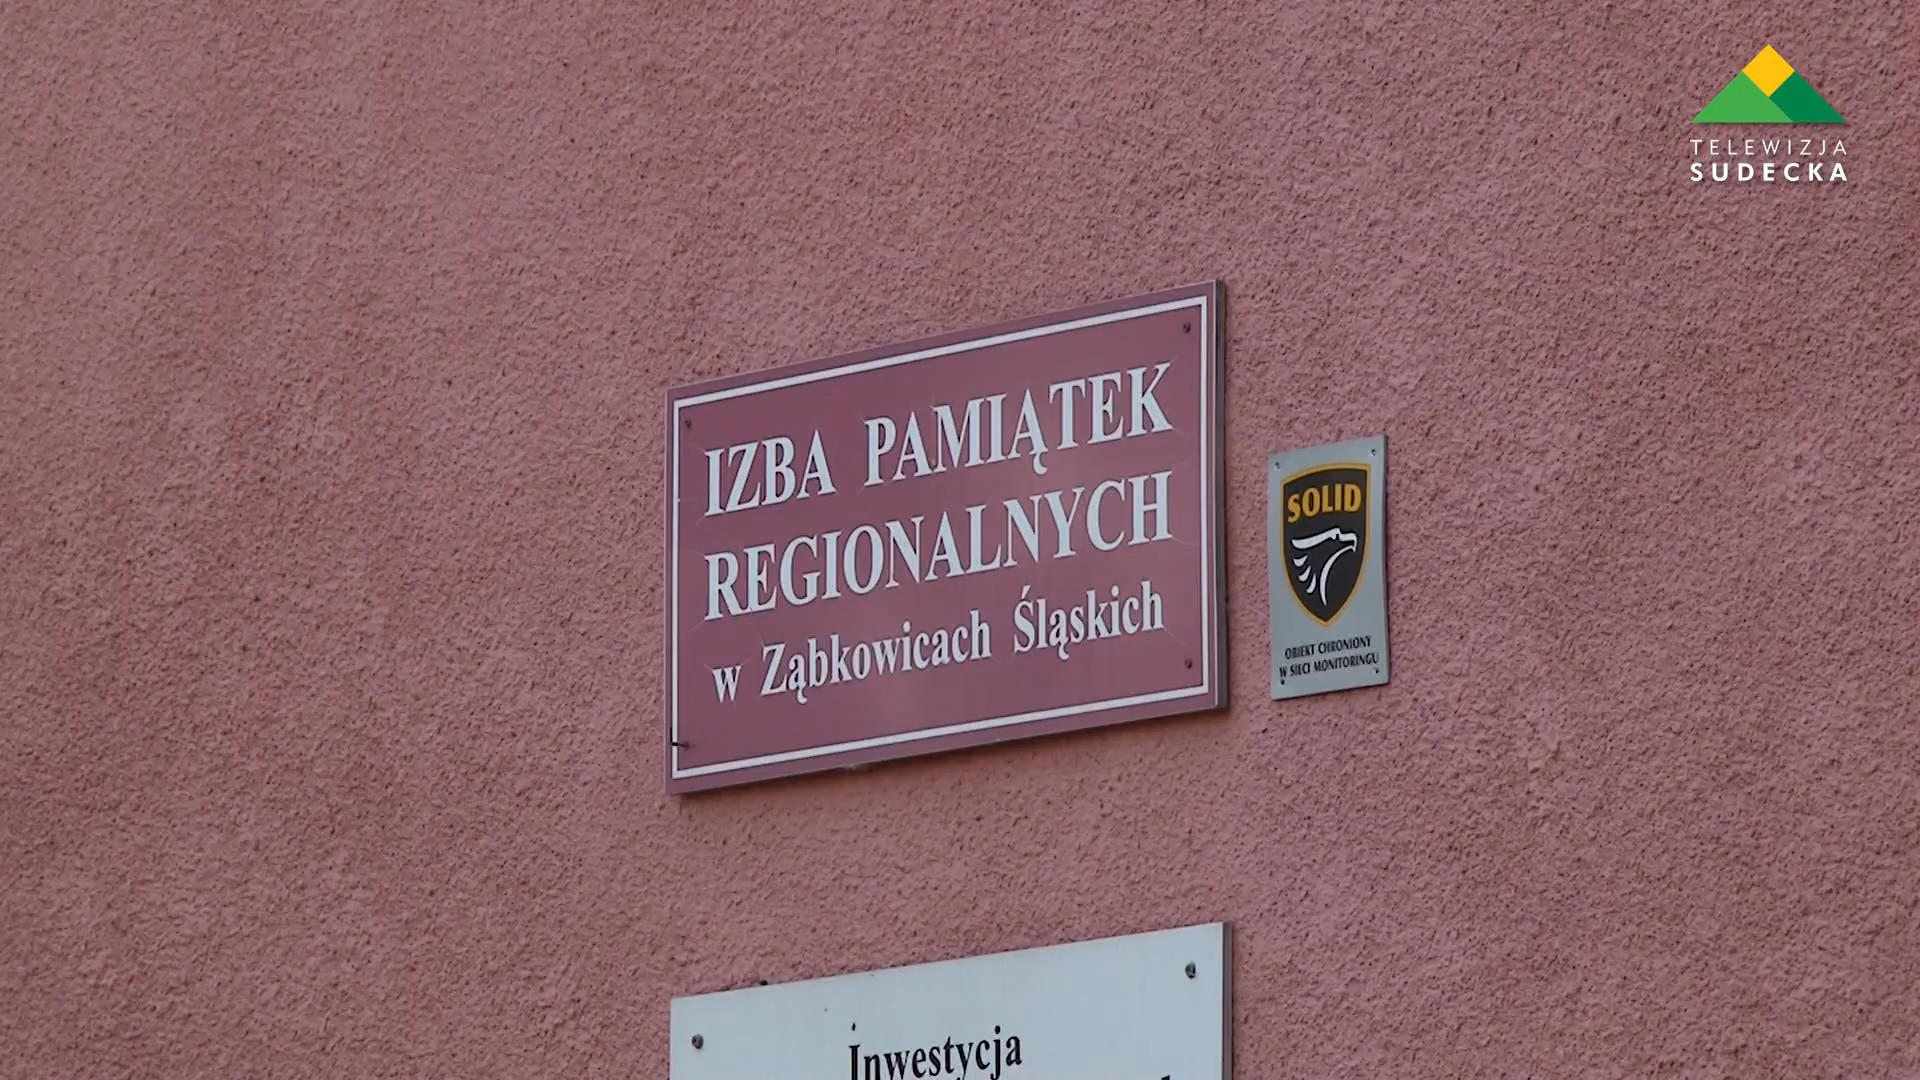 TELEWIZJA
SUDECKA
IZBA PAMIĄTEK
REGIONALNYCH
w Ząbkowicach Śląskich
SOLID
OBIEKT CHRONIONY
W SIECI MONITORINGU
Inwestycja